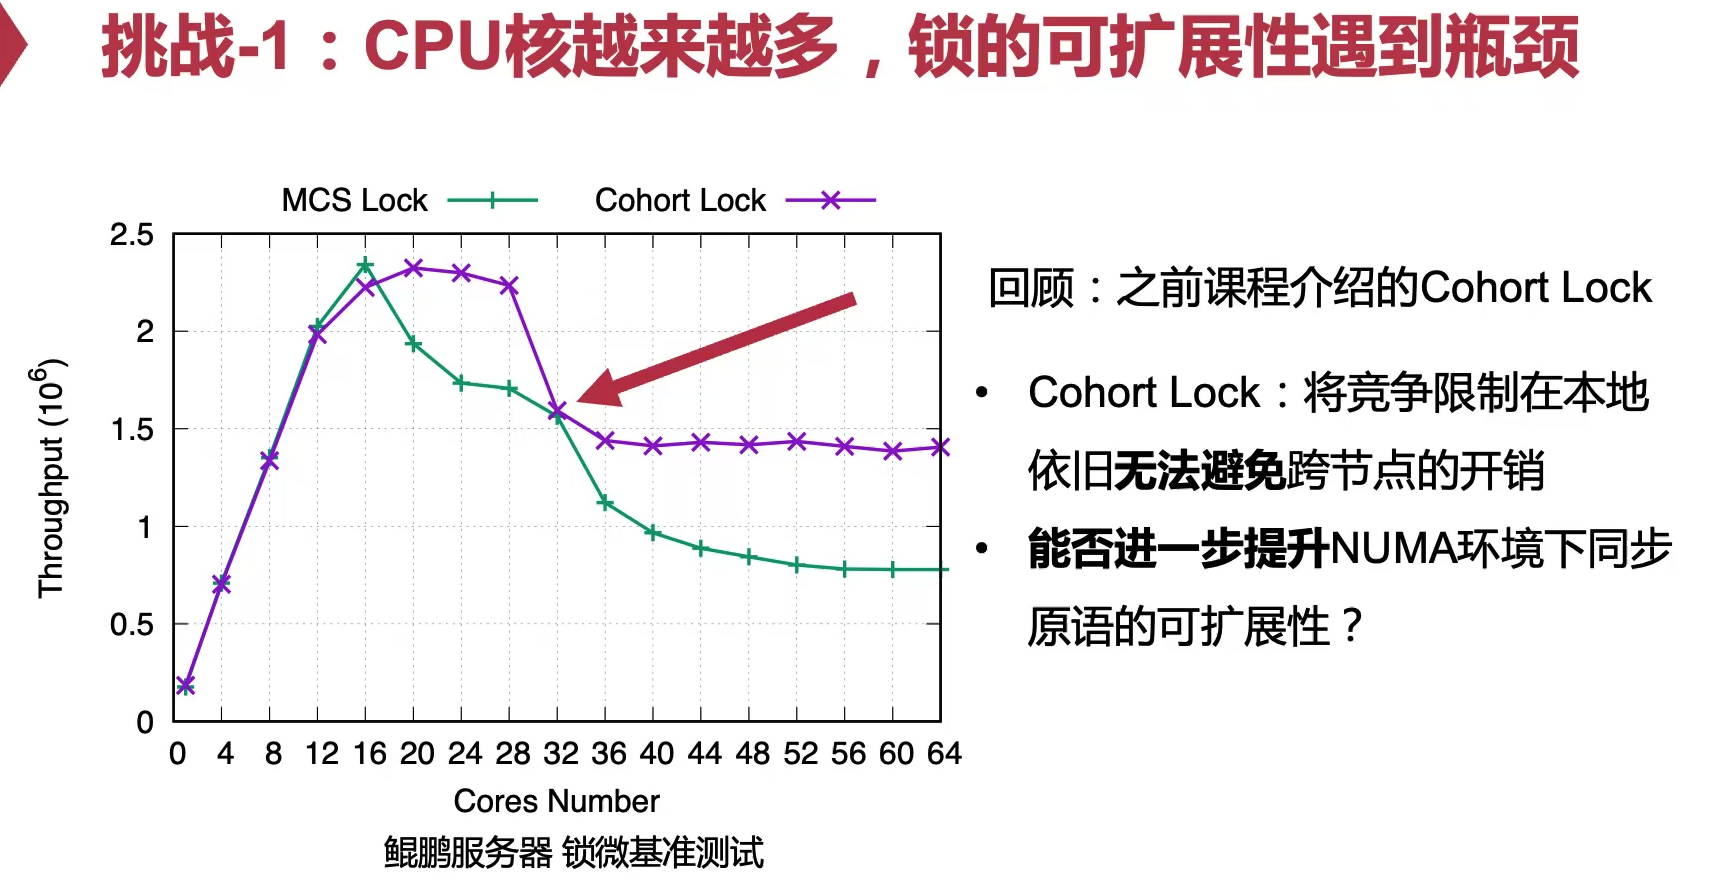 挑战-1：CPU核越来越多，锁的可扩展性遇到瓶颈
MCS Lock
Cohort Lock
2.5
2
1.5
1
0.5
0
Throughput (10⁶)
0 4 8 12 16 20 24 28 32 36 40 44 48 52 56 60 64
Cores Number
鲲鹏服务器 锁微基准测试
回顾：之前课程介绍的Cohort Lock
• Cohort Lock：将竞争限制在本地
依旧无法避免跨节点的开销
• 能否进一步提升NUMA环境下同步
原语的可扩展性？